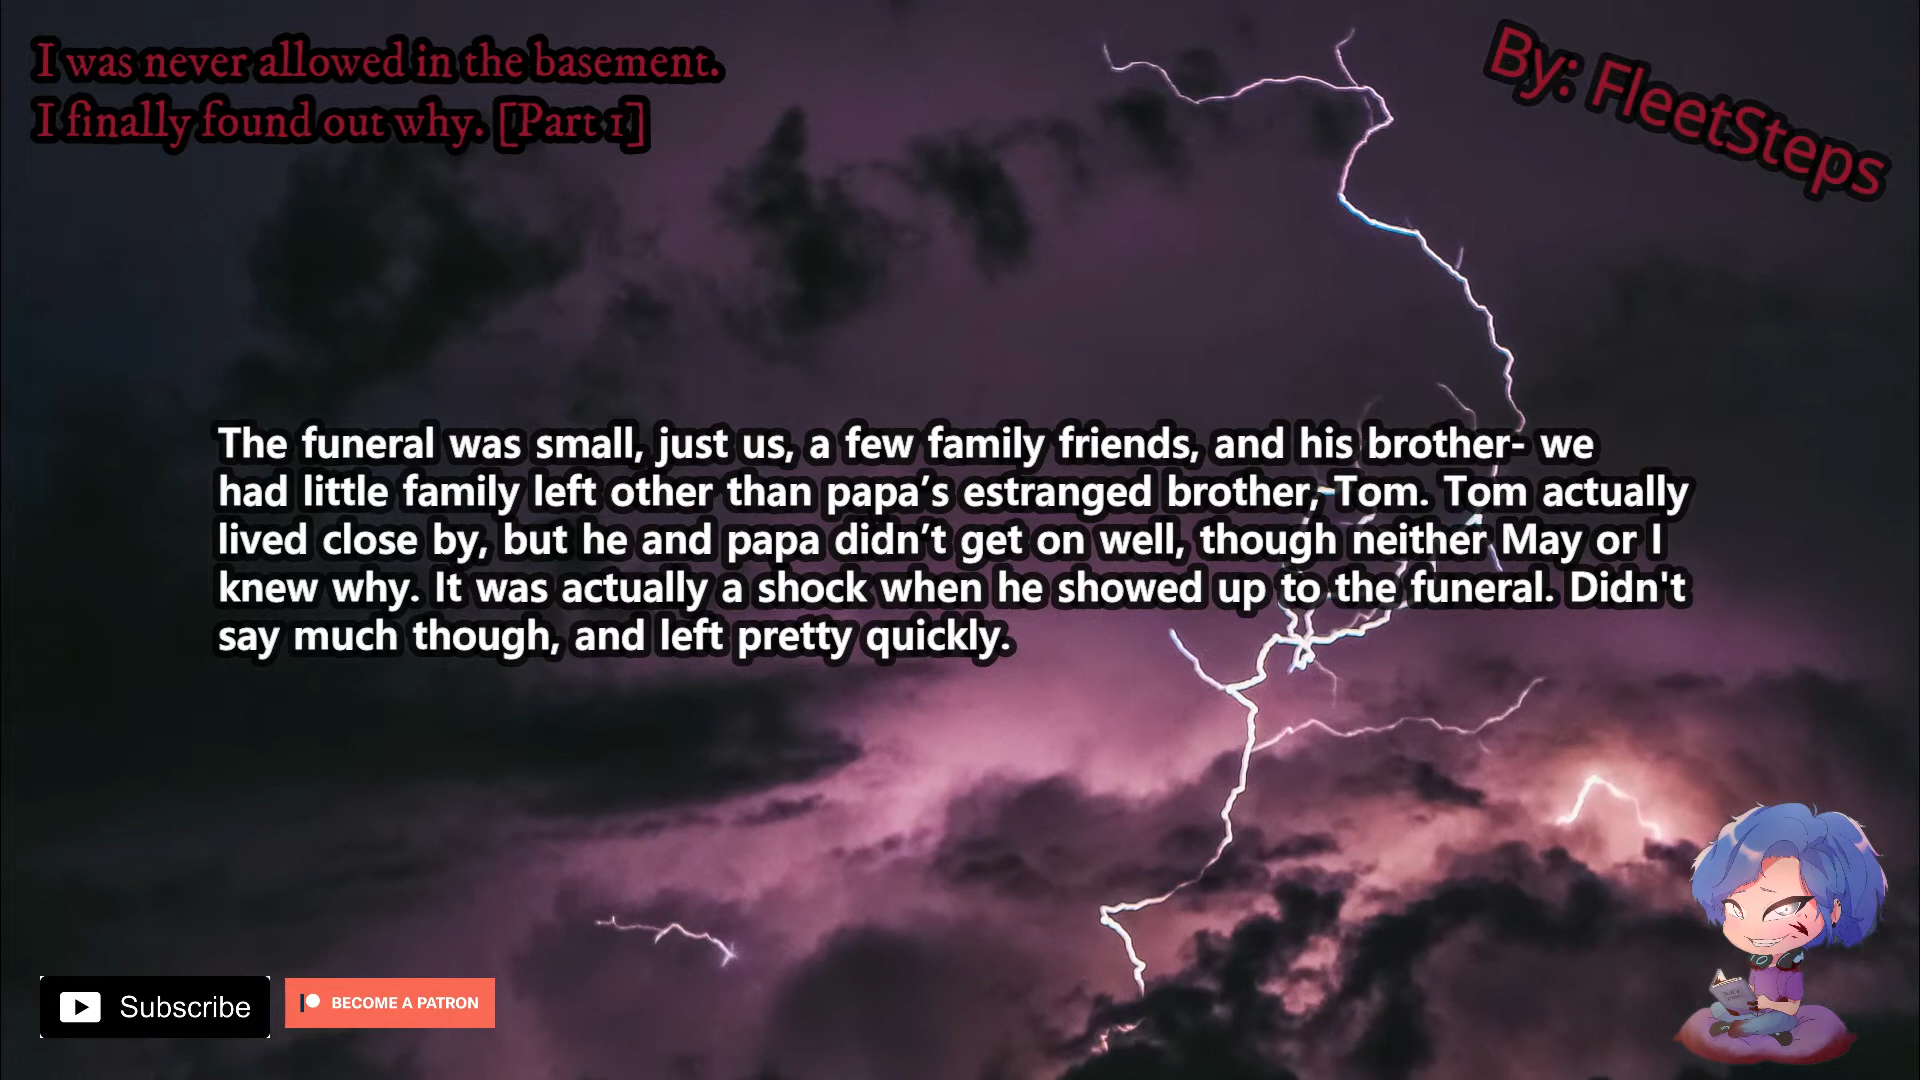 I was never allowed in the basement.
I finally found out why. [Part 1]
By: FleetSteps
The funeral was small, just us, a few family friends, and his brother- we
had little family left other than papa’s estranged brother, Tom. Tom actually
lived close by, but he and papa didn’t get on well, though neither May or I
knew why. It was actually a shock when he showed up to the funeral. Didn't
say much though, and left pretty quickly.
Subscribe
BECOME A PATRON